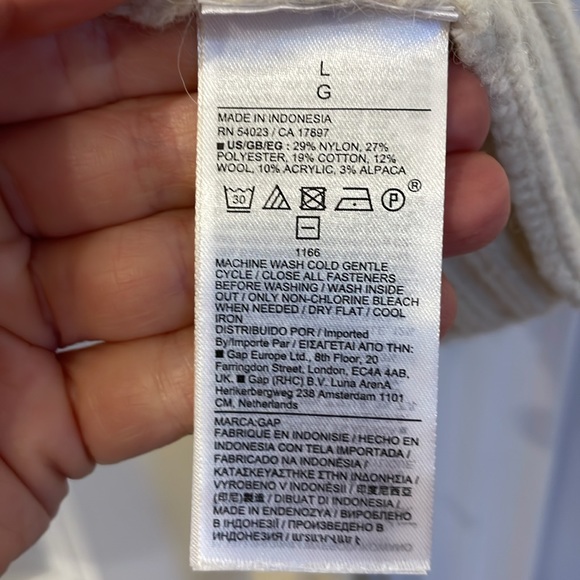 L
G
MADE IN INDONESIA
RN 54023 / CA 17897
■ US/GB/EG : 29% NYLON, 27%
POLYESTER, 19% COTTON, 12%
WOOL, 10% ACRYLIC, 3% ALPACA
30 P ®
1166
MACHINE WASH COLD GENTLE
CYCLE / CLOSE ALL FASTENERS
BEFORE WASHING / WASH INSIDE
OUT / ONLY NON-CHLORINE BLEACH
WHEN NEEDED / DRY FLAT / COOL
IRON
DISTRIBUIDO POR / Imported
By/Importe Par / ΕΙΣΑΓΕΤΑΙ ΑΠΟ ΤΗΝ:
■ Gap Europe Ltd., 8th Floor, 20
Farringdon Street, London, EC4A 4AB,
UK. ■ Gap (RHC) B.V. Luna ArenA
Herikerbergweg 238 Amsterdam 1101
CM, Netherlands
MARCA:GAP
FABRIQUE EN INDONISIE / HECHO EN
INDONESIA CON TELA IMPORTADA /
FABRICADO NA INDONÉSIA /
ΚΑΤΑΣΚΕΥΑΣΤΗΚΕ ΣΤΗΝ ΙΝΔΟΝΗΣΙΑ /
VYROBENO V INDONÉSII / 印度尼西亚
(印尼)製造 / DIBUAT DI INDONESIA /
MADE IN ENDONEZYA / ВИРОБЛЕНО
В ІНДОНЕЗІЇ / ПРОИЗВЕДЕНО В
ИНДОНЕЗИЯ /